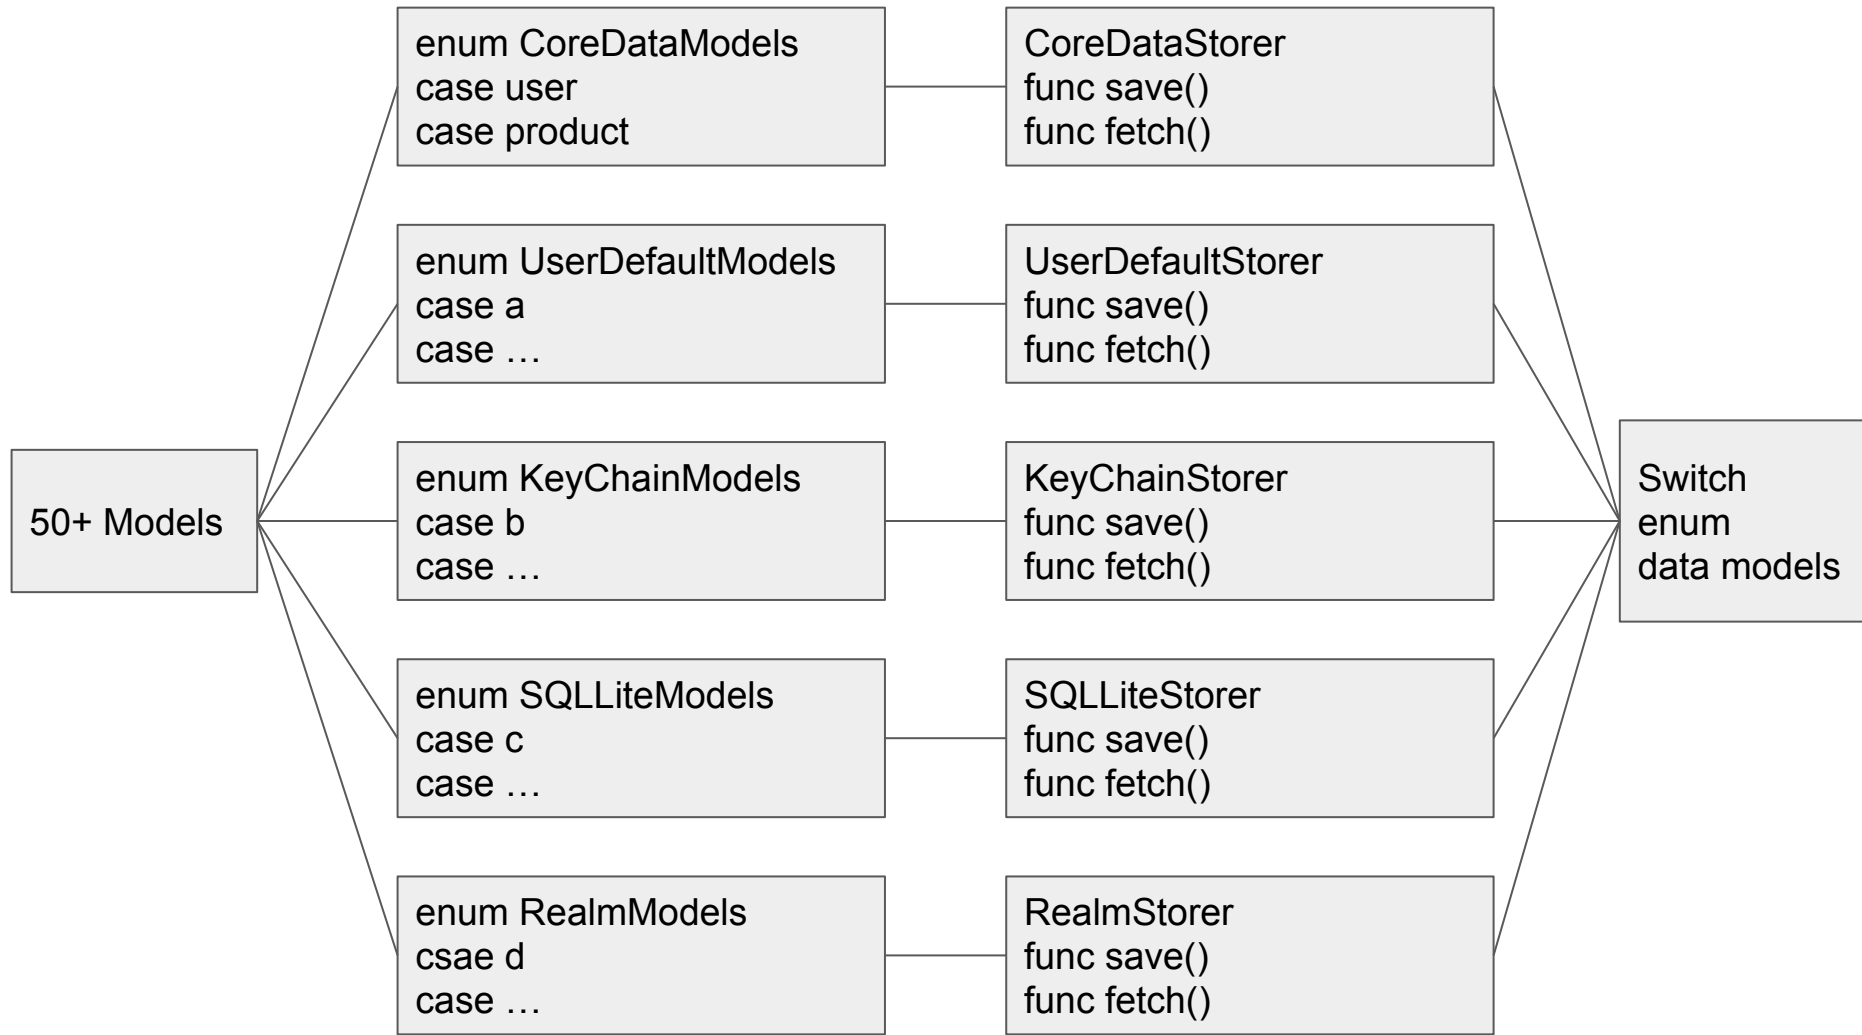 enum CoreDataModels
case user
case product
CoreDataStorer
func save()
func fetch()
enum UserDefaultModels
case a
case …
UserDefaultStorer
func save()
func fetch()
50+ Models
enum KeyChainModels
case b
case …
KeyChainStorer
func save()
func fetch()
Switch
enum
data models
enum SQLLiteModels
case c
case …
SQLLiteStorer
func save()
func fetch()
enum RealmModels
csae d
case …
RealmStorer
func save()
func fetch()